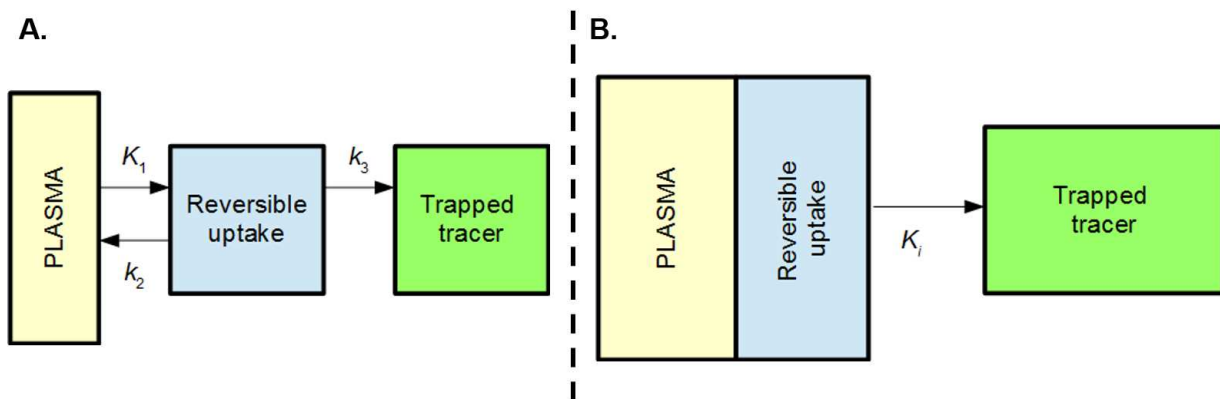 A.
PLASMA
K1
k2
Reversible
uptake
k3
Trapped
tracer
B.
PLASMA
Reversible
uptake
Ki
Trapped
tracer